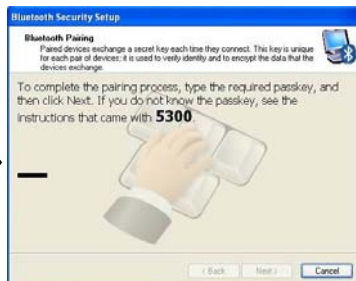 Bluetooth Security Setup
Bluetooth Pairing
Paired devices exchange a secret key each time they connect. This key is unique
for each pair of devices; it is used to verify identity and to encrypt the data that the
devices exchange.
To complete the pairing process, type the required passkey, and
then click Next. If you do not know the passkey, see the
instructions that came with 5300
< Back
Next >
Cancel